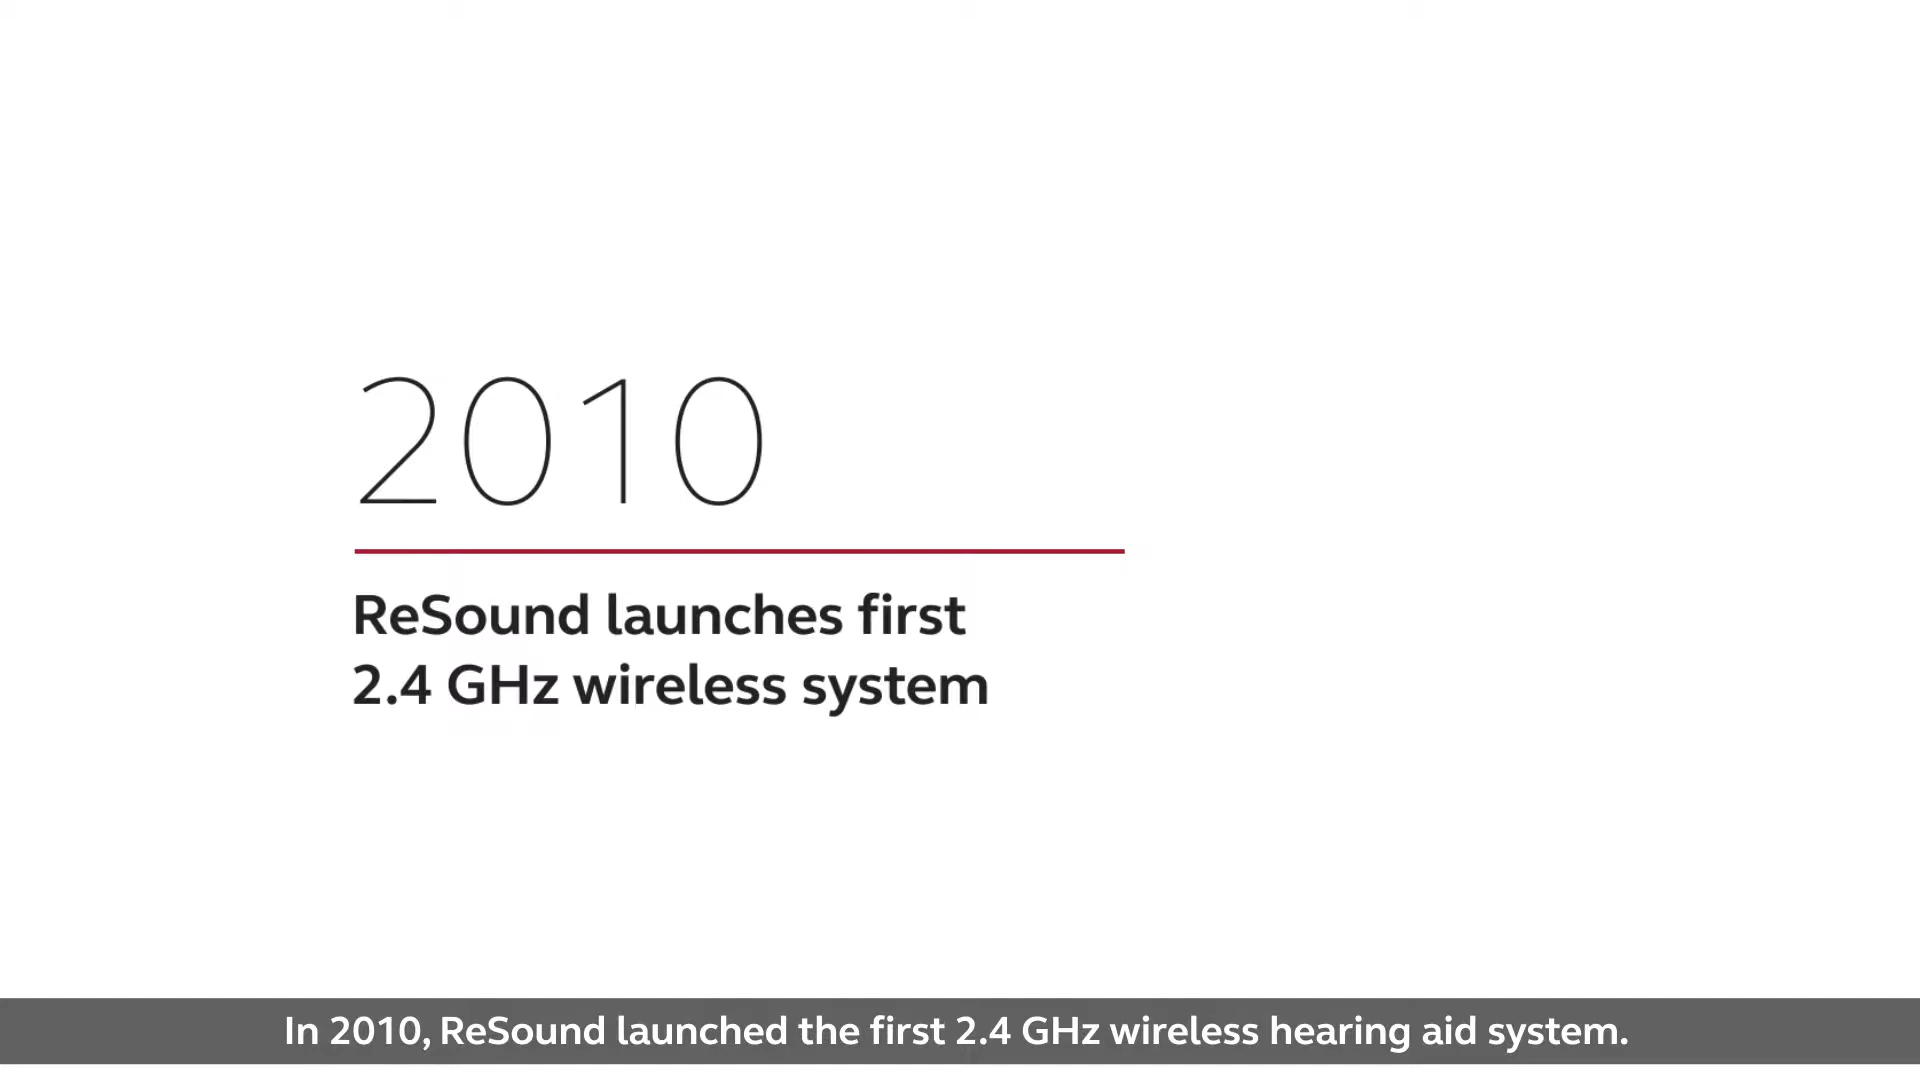 2010
ReSound launches first
2.4 GHz wireless system
In 2010, ReSound launched the first 2.4 GHz wireless hearing aid system.